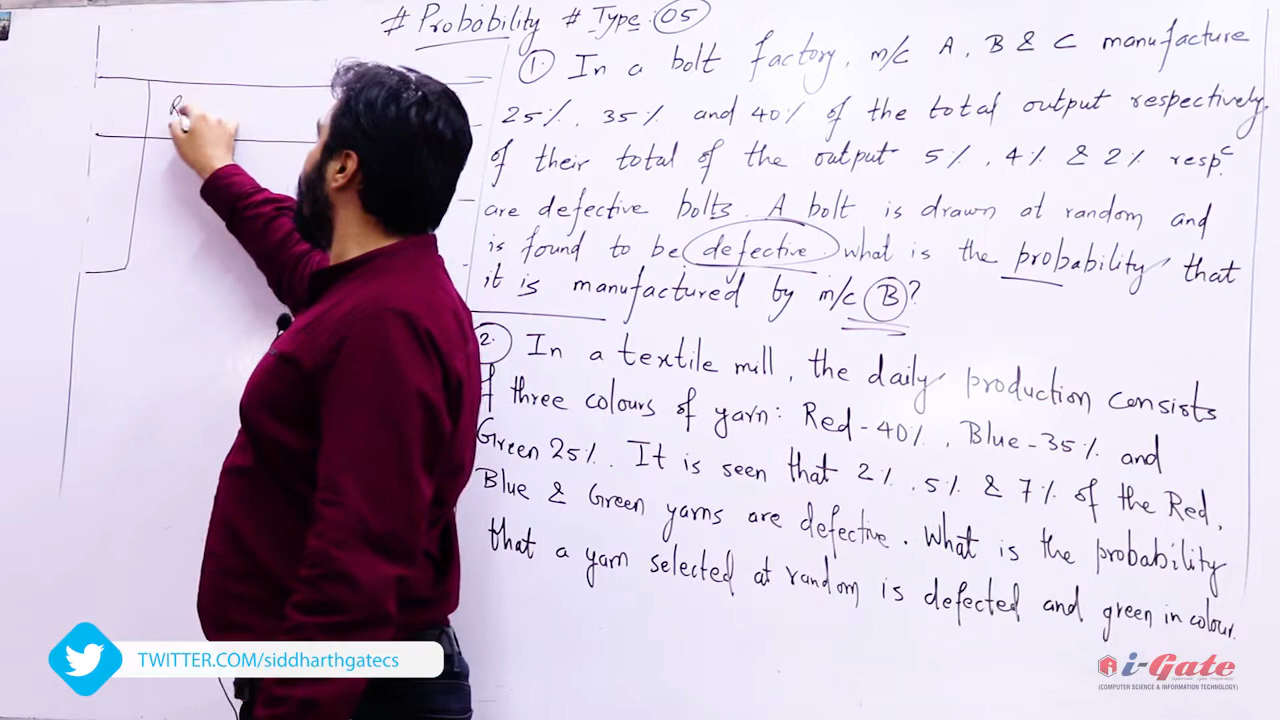 # Probability # Type 05
1. In a bolt factory, m/c A, B & C manufacture
25%, 35% and 40% of the total output respectively.
of their total of the output 5%, 4% & 2% respc.
are defective bolts. A bolt is drawn at random and
is found to be defective what is the probability that
it is manufactured by m/c B?
2. In a textile mill, the daily production consists
of three colours of yarn: Red-40%, Blue-35% and
Green 25%. It is seen that 2%, 5% & 7% of the Red,
Blue & Green yarns are defective. What is the probability
that a yarn selected at random is defected and green in colour.
R
TWITTER.COM/siddharthgatecs
i-Gate
(COMPUTER SCIENCE & INFORMATION TECHNOLOGY)